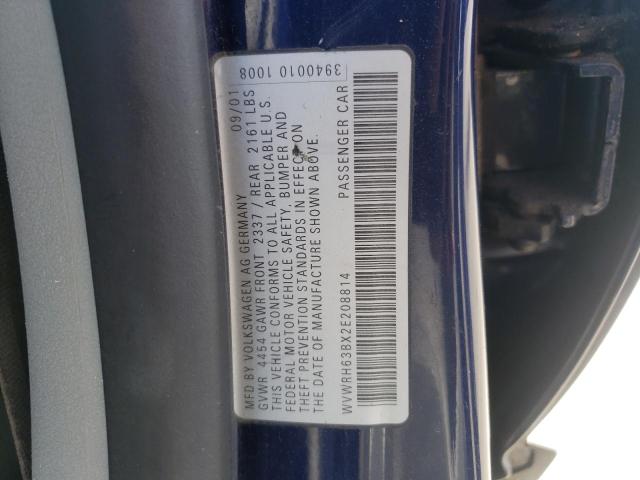 3940010 1008
MFD BY VOLKSWAGEN AG GERMANY 09/01
GVWR 4454 GAWR FRONT 2337 / REAR 2161 LBS
THIS VEHICLE CONFORMS TO ALL APPLICABLE U.S.
FEDERAL MOTOR VEHICLE SAFETY, BUMPER AND
THEFT PREVENTION STANDARDS IN EFFECT ON
THE DATE OF MANUFACTURE SHOWN ABOVE.
WVWRH63BX2E208814 PASSENGER CAR